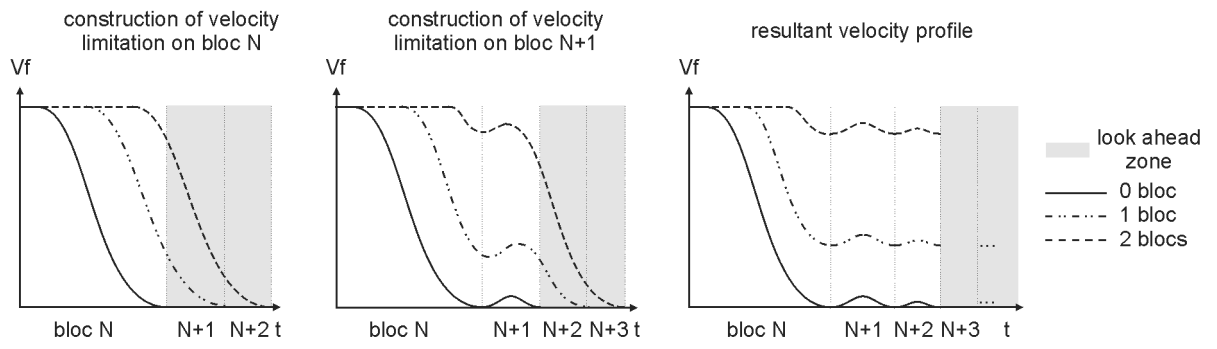 construction of velocity
limitation on bloc N
construction of velocity
limitation on bloc N+1
resultant velocity profile
Vf
Vf
Vf
look ahead
zone
0 bloc
1 bloc
2 blocs
...
...
bloc N N+1 N+2 t
bloc N N+1 N+2 N+3 t
bloc N N+1 N+2 N+3 t